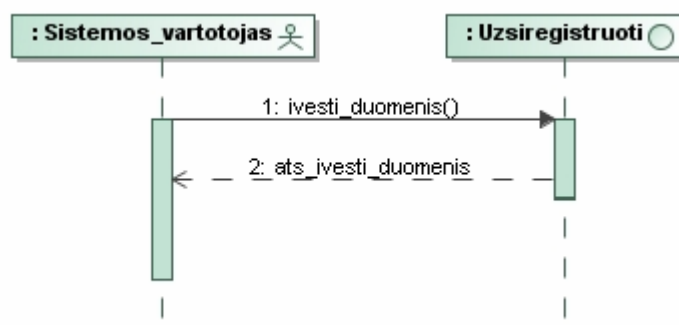 : Sistemos_vartotojas
: Uzsiregistruoti
1: ivesti_duomenis()
2: ats_ivesti_duomenis